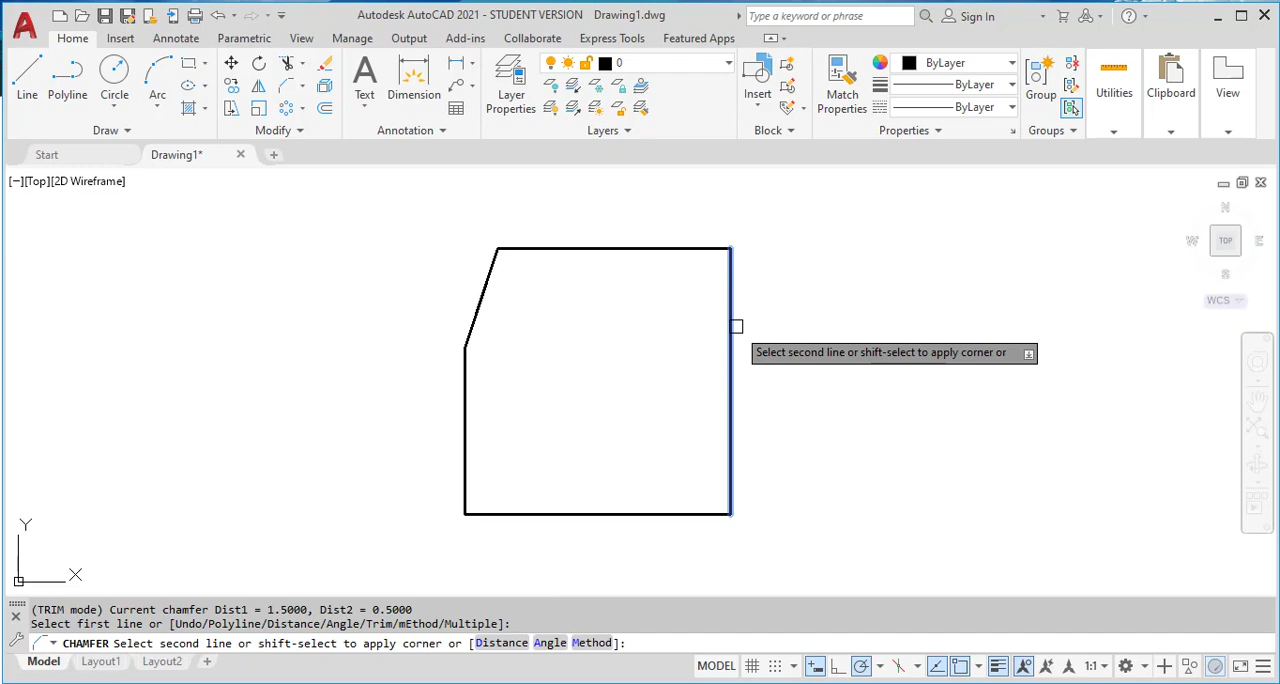 Autodesk AutoCAD 2021 - STUDENT VERSION Drawing1.dwg
Type a keyword or phrase
Sign In
Home Insert Annotate Parametric View Manage Output Add-ins Collaborate Express Tools Featured Apps
Line Polyline Circle Arc
Text Dimension
Layer
Properties
0
Insert
Match
Properties
ByLayer
ByLayer
ByLayer
Group
Utilities
Clipboard
View
Draw Modify Annotation Layers Block Properties Groups
Start Drawing1*
[−][Top][2D Wireframe]
N
W TOP E
S
WCS
Select second line or shift-select to apply corner or
Y
X
(TRIM mode) Current chamfer Dist1 = 1.5000, Dist2 = 0.5000
Select first line or [Undo/Polyline/Distance/Angle/Trim/mEthod/Multiple]:
CHAMFER Select second line or shift-select to apply corner or [Distance Angle Method]:
Model Layout1 Layout2 +
MODEL 1:1